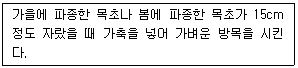 가을에 파종한 목초나 봄에 파종한 목초가 15cm
정도 자랐을 때 가축을 넣어 가벼운 방목을 시킨
다.